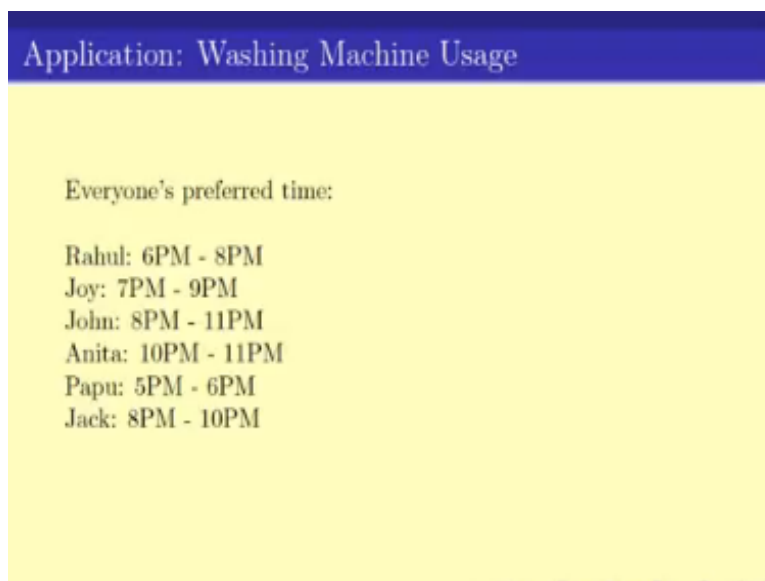 Application: Washing Machine Usage
Everyone's preferred time:
Rahul: 6PM - 8PM
Joy: 7PM - 9PM
John: 8PM - 11PM
Anita: 10PM - 11PM
Papu: 5PM - 6PM
Jack: 8PM - 10PM